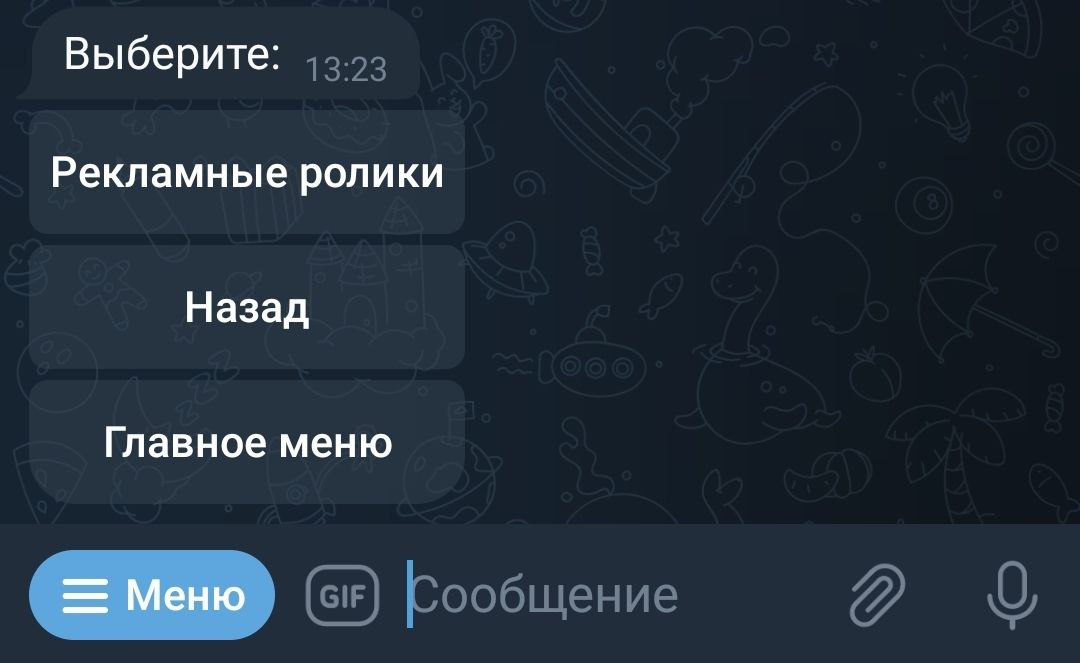 Выберите:
13:23
Рекламные ролики
Назад
Главное меню
Меню
GIF
Сообщение